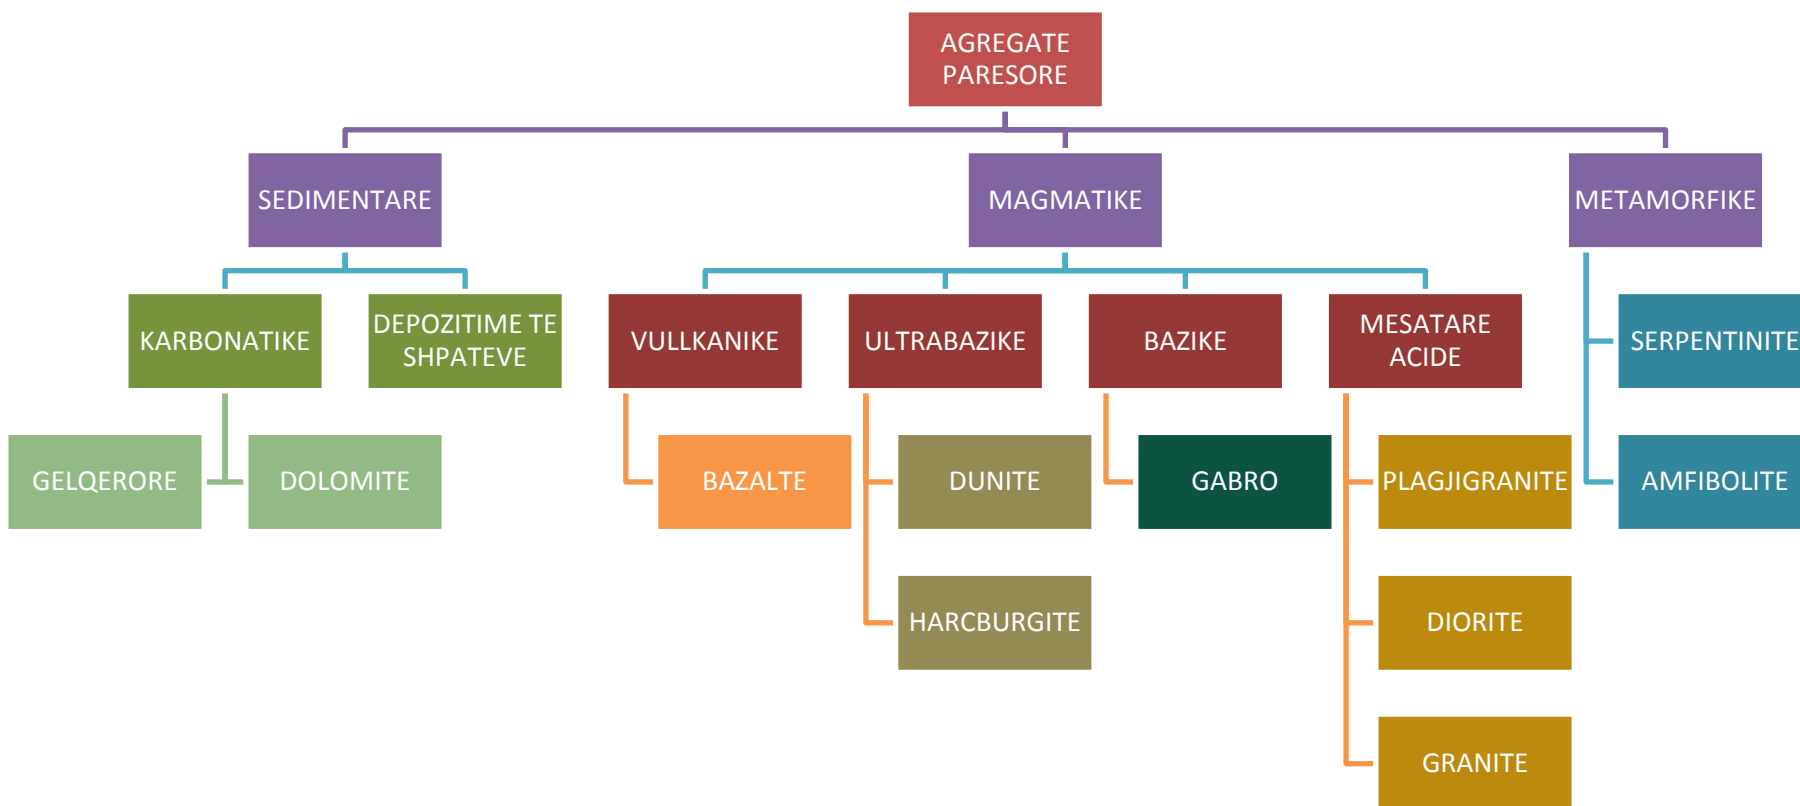 AGREGATE
PARESORE
SEDIMENTARE
MAGMATIKE
METAMORFIKE
KARBONATIKE
DEPOZITIME TE
SHPATEVE
VULLKANIKE
ULTRABAZIKE
BAZIKE
MESATARE
ACIDE
SERPENTINITE
GELQERORE
DOLOMITE
BAZALTE
DUNITE
GABRO
PLAGJIGRANITE
AMFIBOLITE
HARCBURGITE
DIORITE
GRANITE